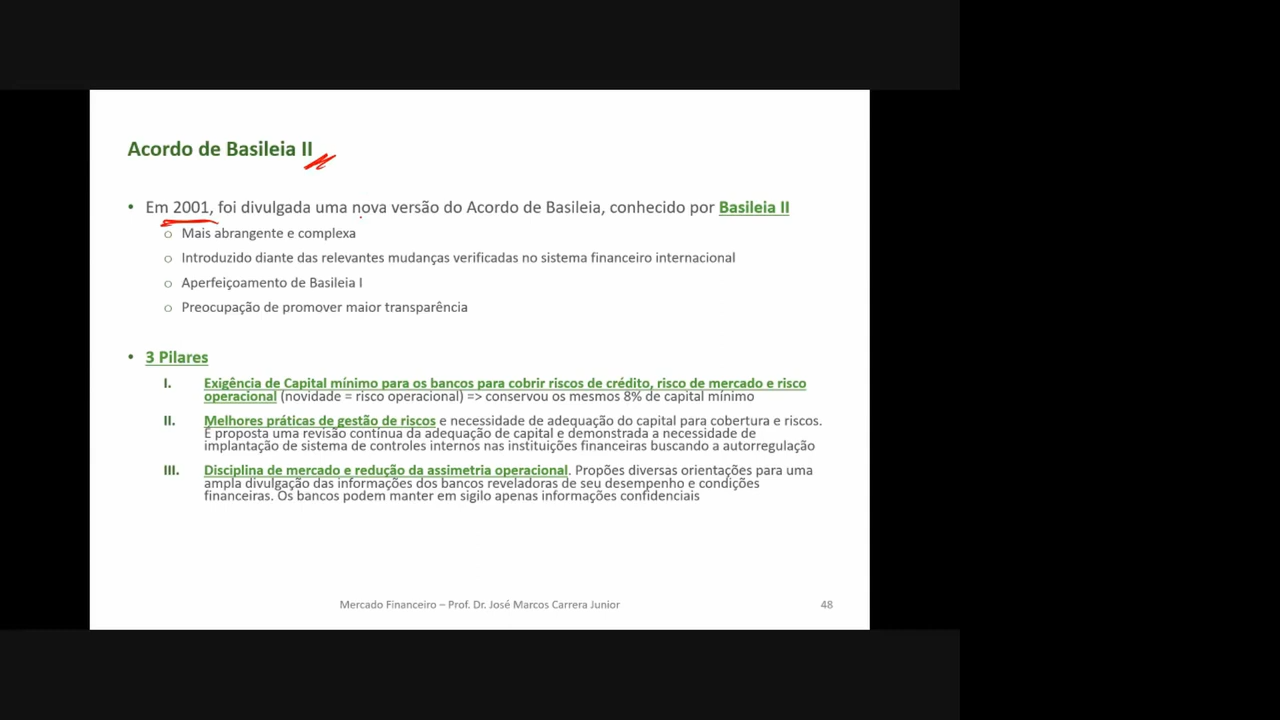 Acordo de Basileia II
• Em 2001, foi divulgada uma nova versão do Acordo de Basileia, conhecido por Basileia II
o Mais abrangente e complexa
o Introduzido diante das relevantes mudanças verificadas no sistema financeiro internacional
o Aperfeiçoamento de Basileia I
o Preocupação de promover maior transparência
• 3 Pilares
I. Exigência de Capital mínimo para os bancos para cobrir riscos de crédito, risco de mercado e risco
operacional (novidade = risco operacional) => conservou os mesmos 8% de capital mínimo
II. Melhores práticas de gestão de riscos e necessidade de adequação do capital para cobertura e riscos.
É proposta uma revisão contínua da adequação de capital e demonstrada a necessidade de
implantação de sistema de controles internos nas instituições financeiras buscando a autorregulação
III. Disciplina de mercado e redução da assimetria operacional. Propões diversas orientações para uma
ampla divulgação das informações dos bancos reveladoras de seu desempenho e condições
financeiras. Os bancos podem manter em sigilo apenas informações confidenciais
Mercado Financeiro – Prof. Dr. José Marcos Carrera Junior
48